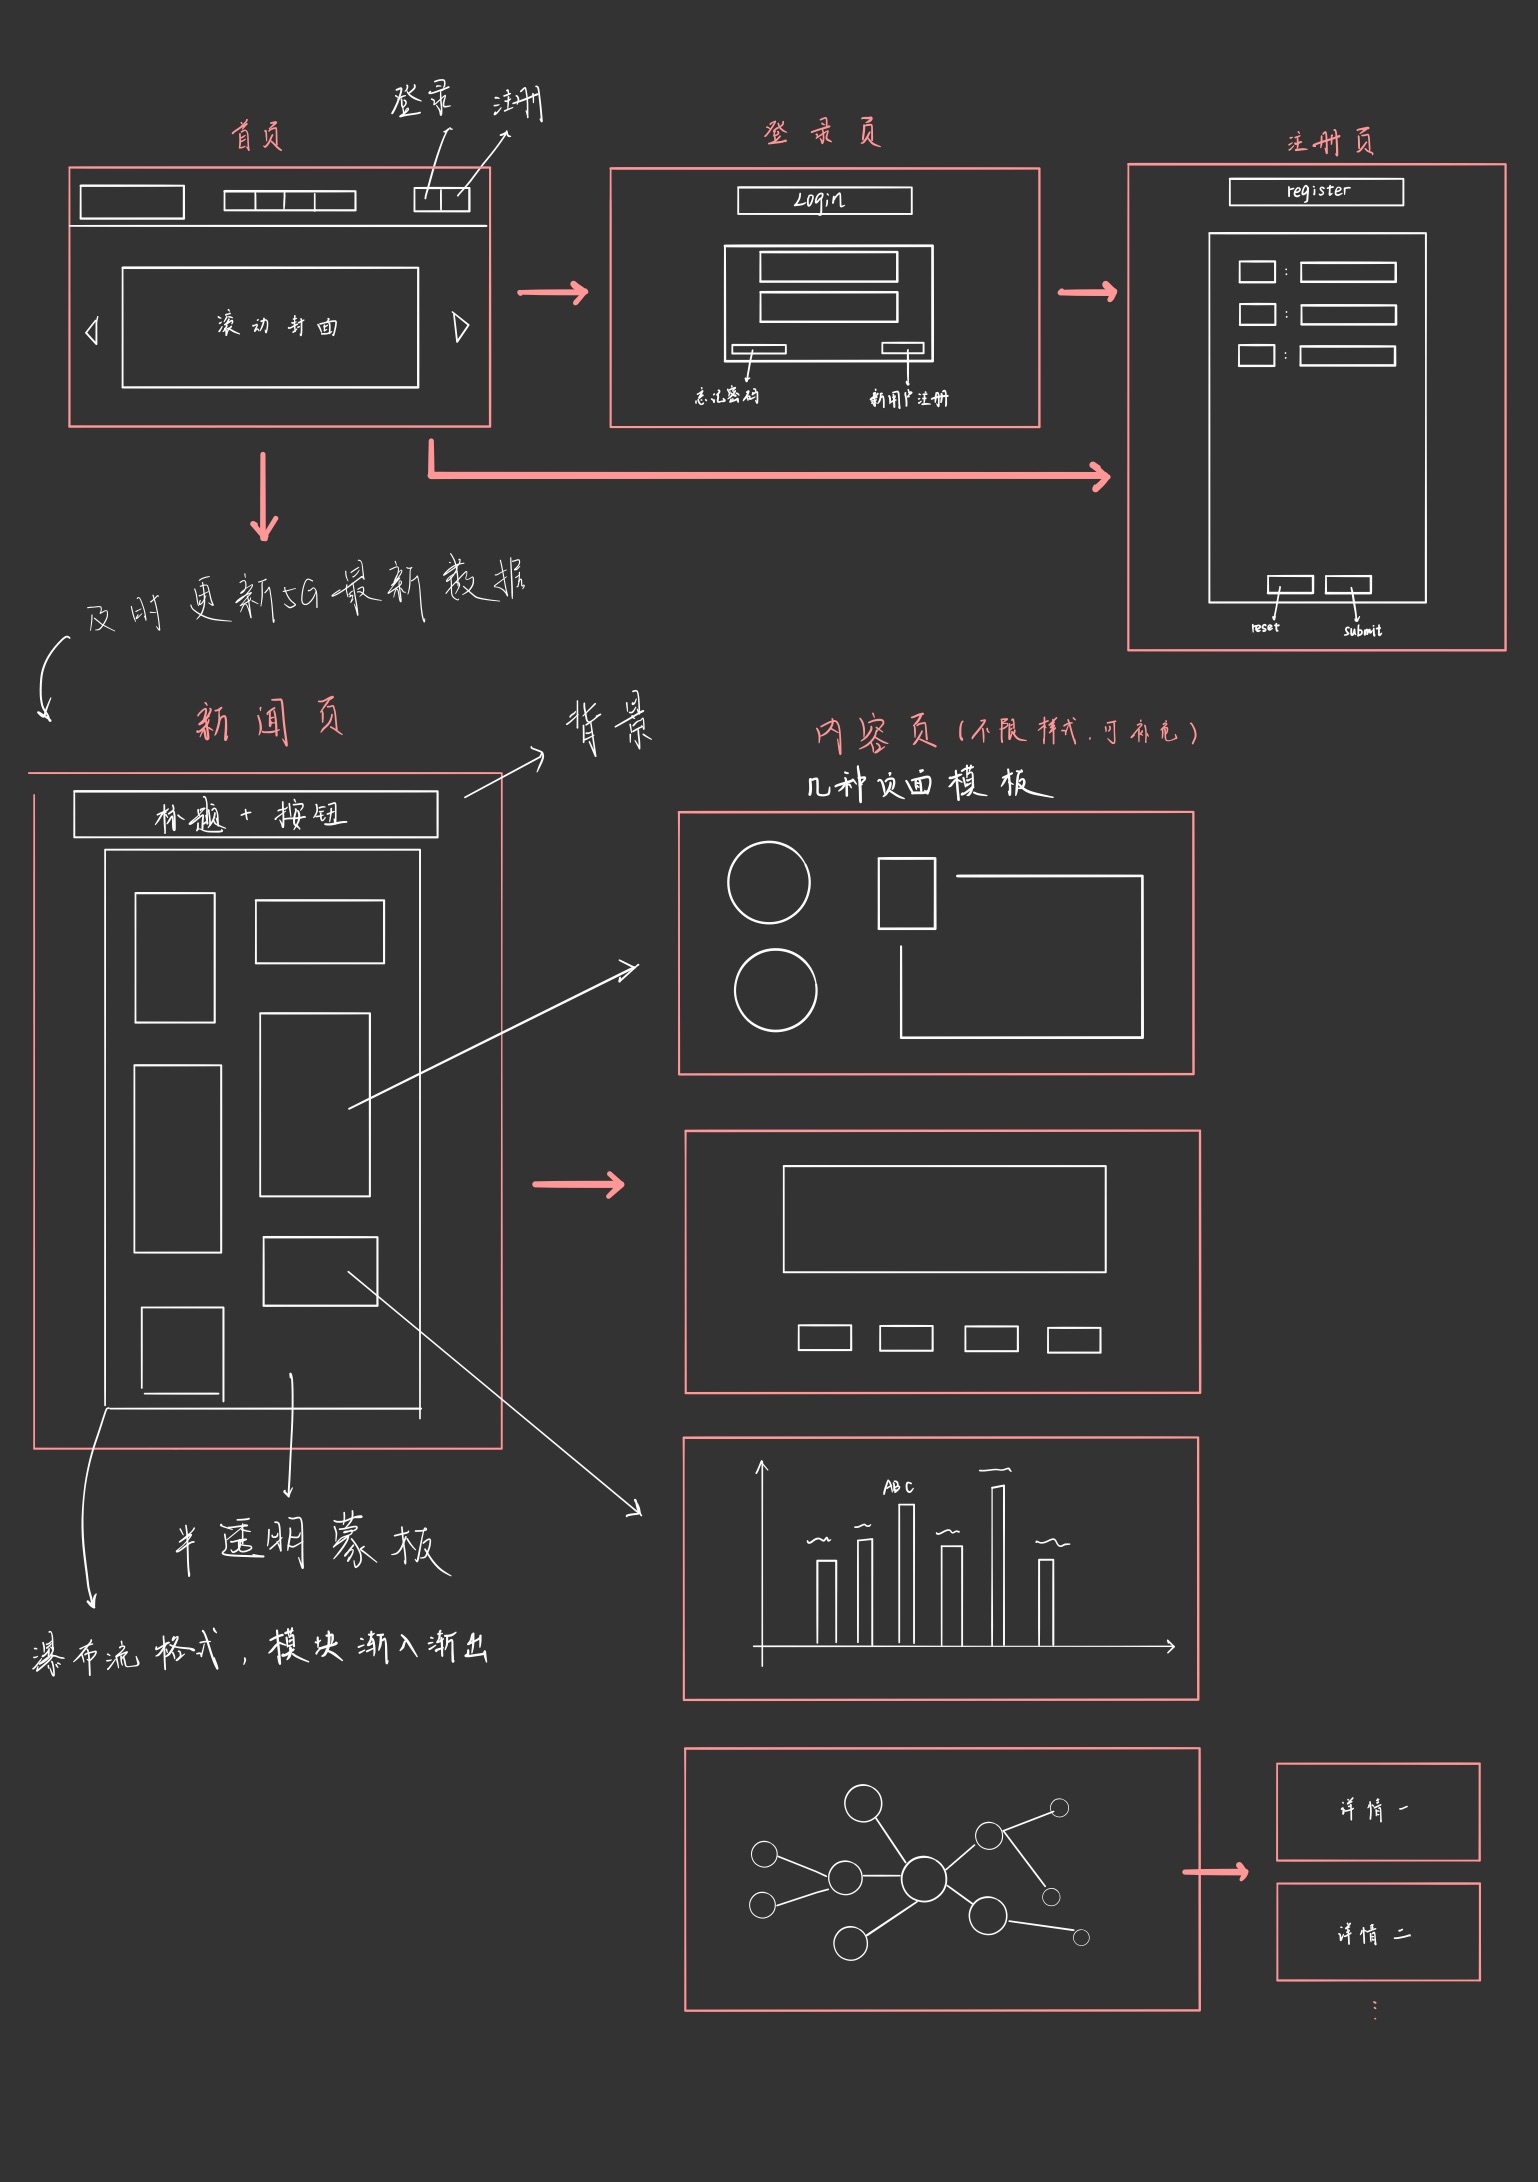 登录 注册
首页
登录页
注册页
Login
register
滚动封面
忘记密码
新用户注册
reset
submit
及时更新5G最新数据
新闻页
背景
标题 + 按钮
内容页(不限样式.可补充)
几种页面模板
ABC
半透明蒙板
瀑布流格式,模块渐入渐出
详情一
详情二